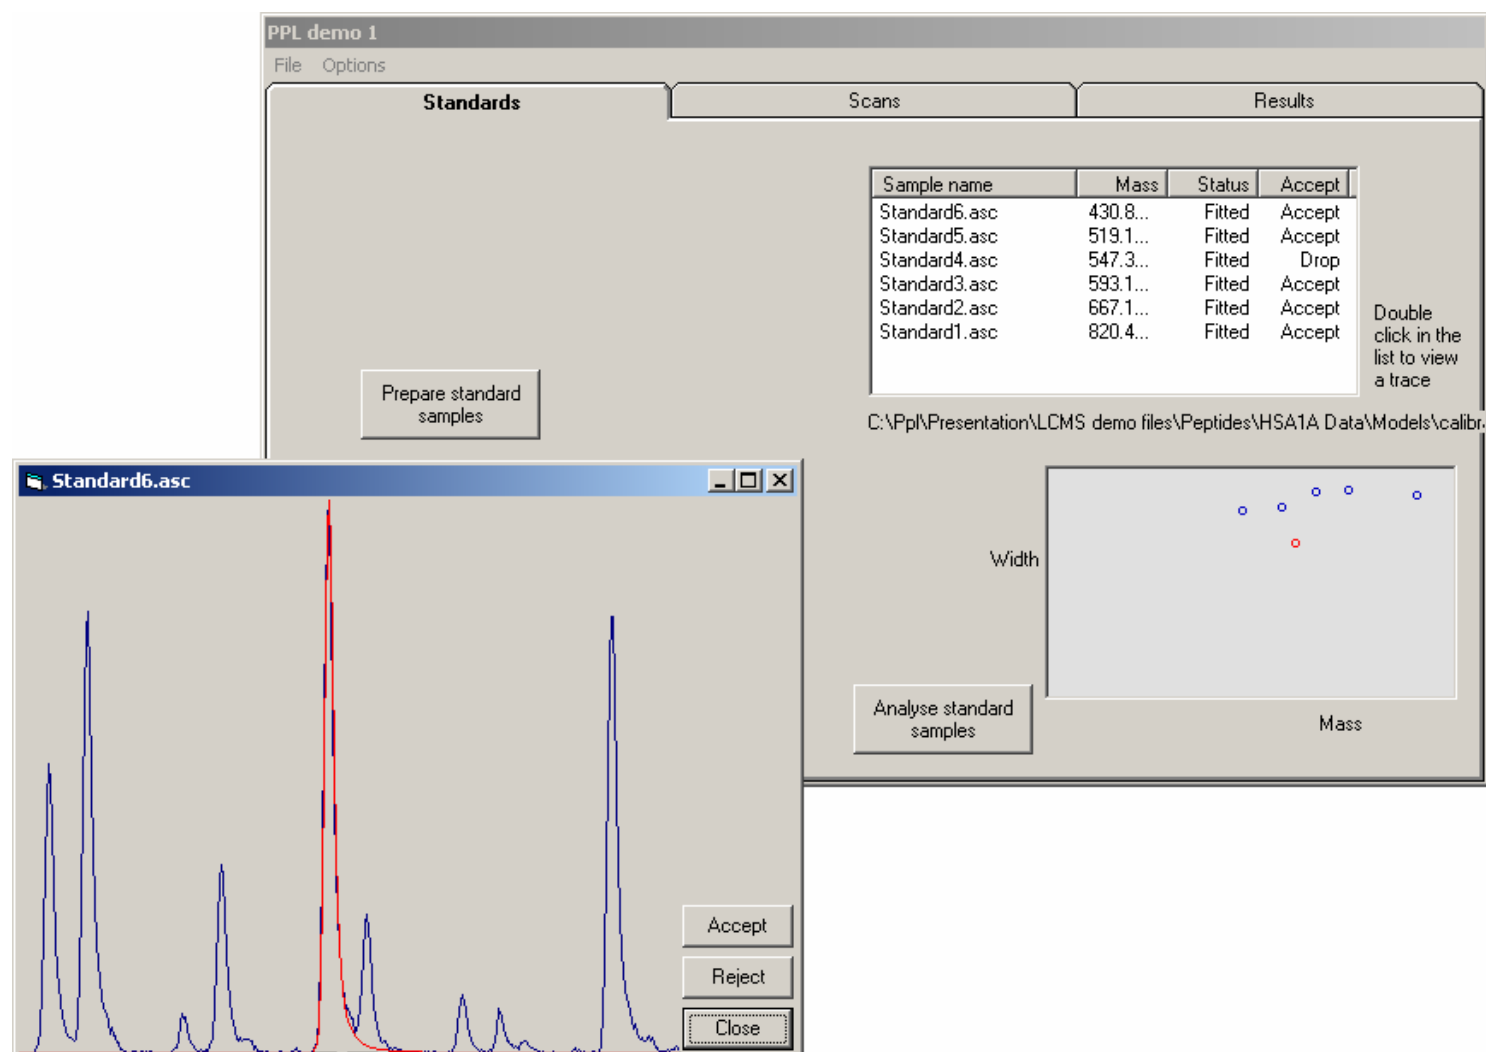 PPL demo 1
File Options
Standards Scans Results
Sample name Mass Status Accept
Standard6.asc 430.8... Fitted Accept
Standard5.asc 519.1... Fitted Accept
Standard4.asc 547.3... Fitted Drop
Standard3.asc 593.1... Fitted Accept
Standard2.asc 667.1... Fitted Accept
Standard1.asc 820.4... Fitted Accept
Double
click in the
list to view
a trace
Prepare standard
samples
C:\Ppl\Presentation\LCMS demo files\Peptides\HSA1A Data\Models\calibr
Standard6.asc
Width
Analyse standard
samples
Mass
Accept
Reject
Close